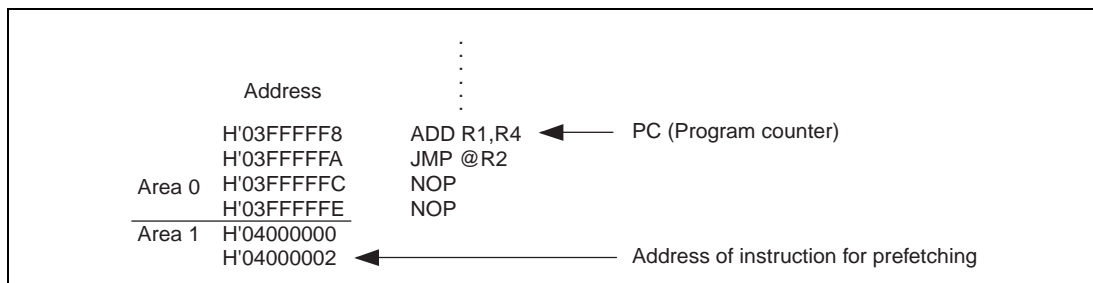 Address
H'03FFFFF8 ADD R1,R4 PC (Program counter)
H'03FFFFFA JMP @R2
Area 0 H'03FFFFFC NOP
H'03FFFFFE NOP
Area 1 H'04000000
H'04000002 Address of instruction for prefetching